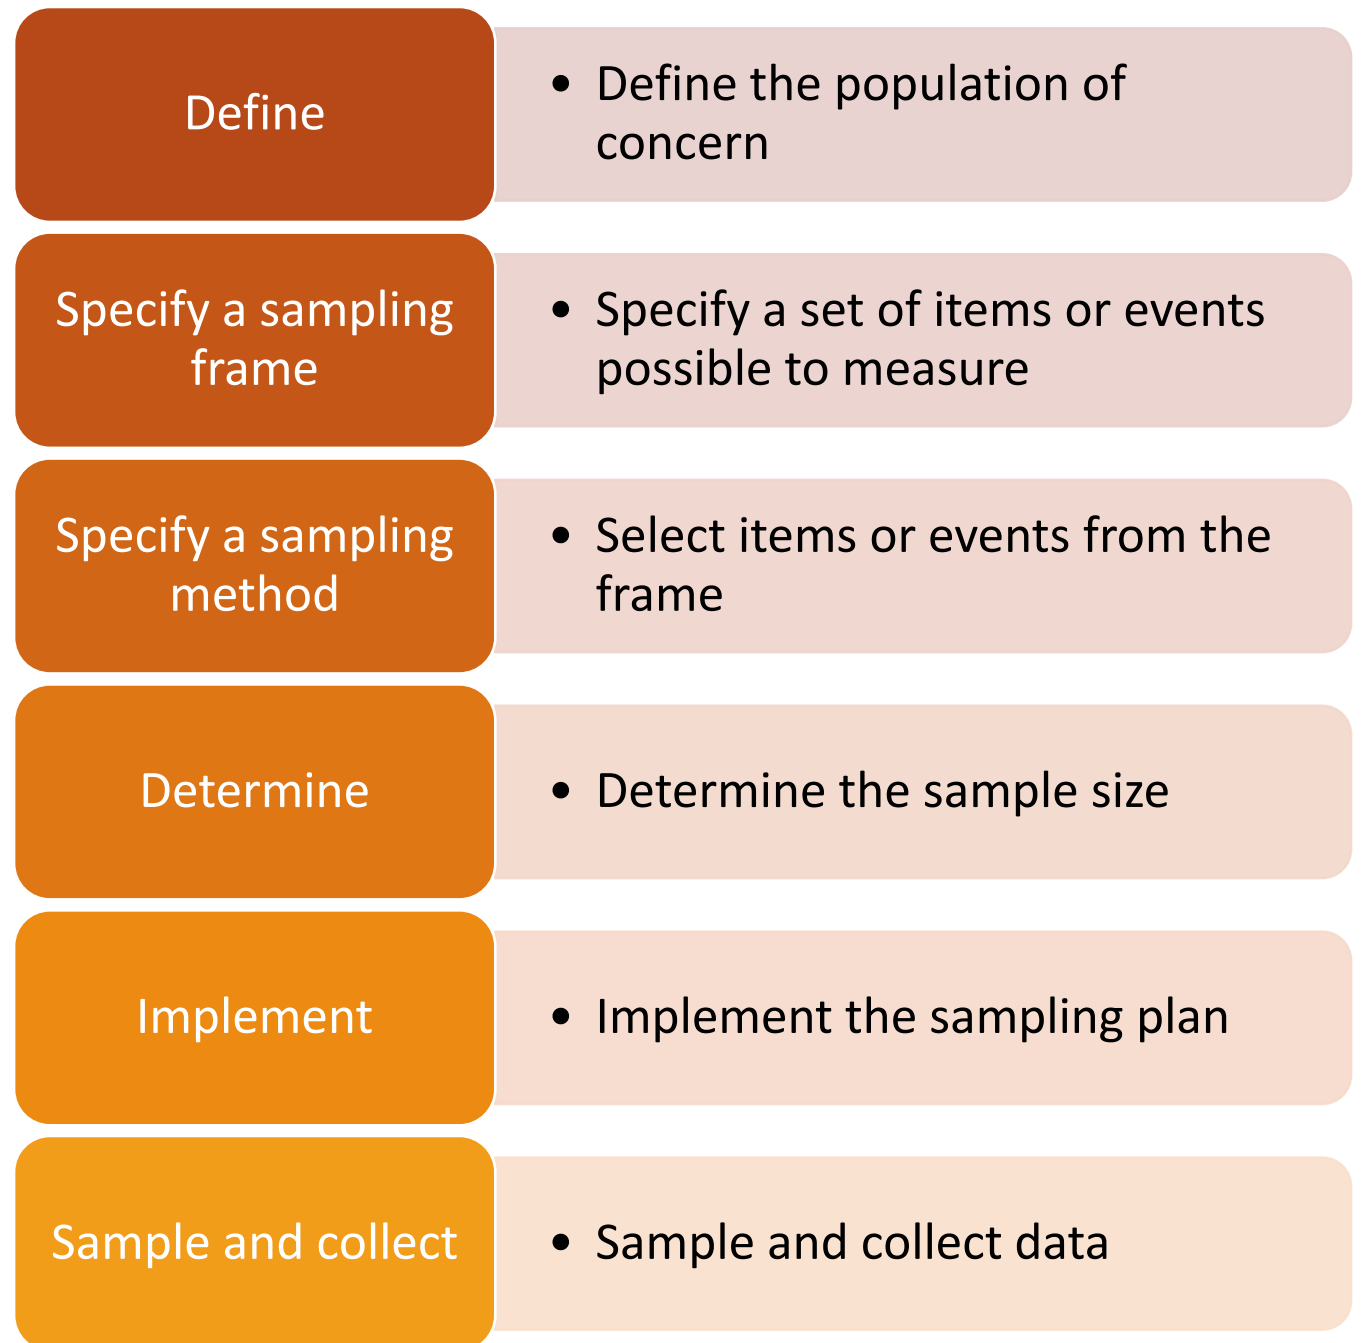 Define
• Define the population of
concern
Specify a sampling
frame
• Specify a set of items or events
possible to measure
Specify a sampling
method
• Select items or events from the
frame
Determine
• Determine the sample size
Implement
• Implement the sampling plan
Sample and collect
• Sample and collect data